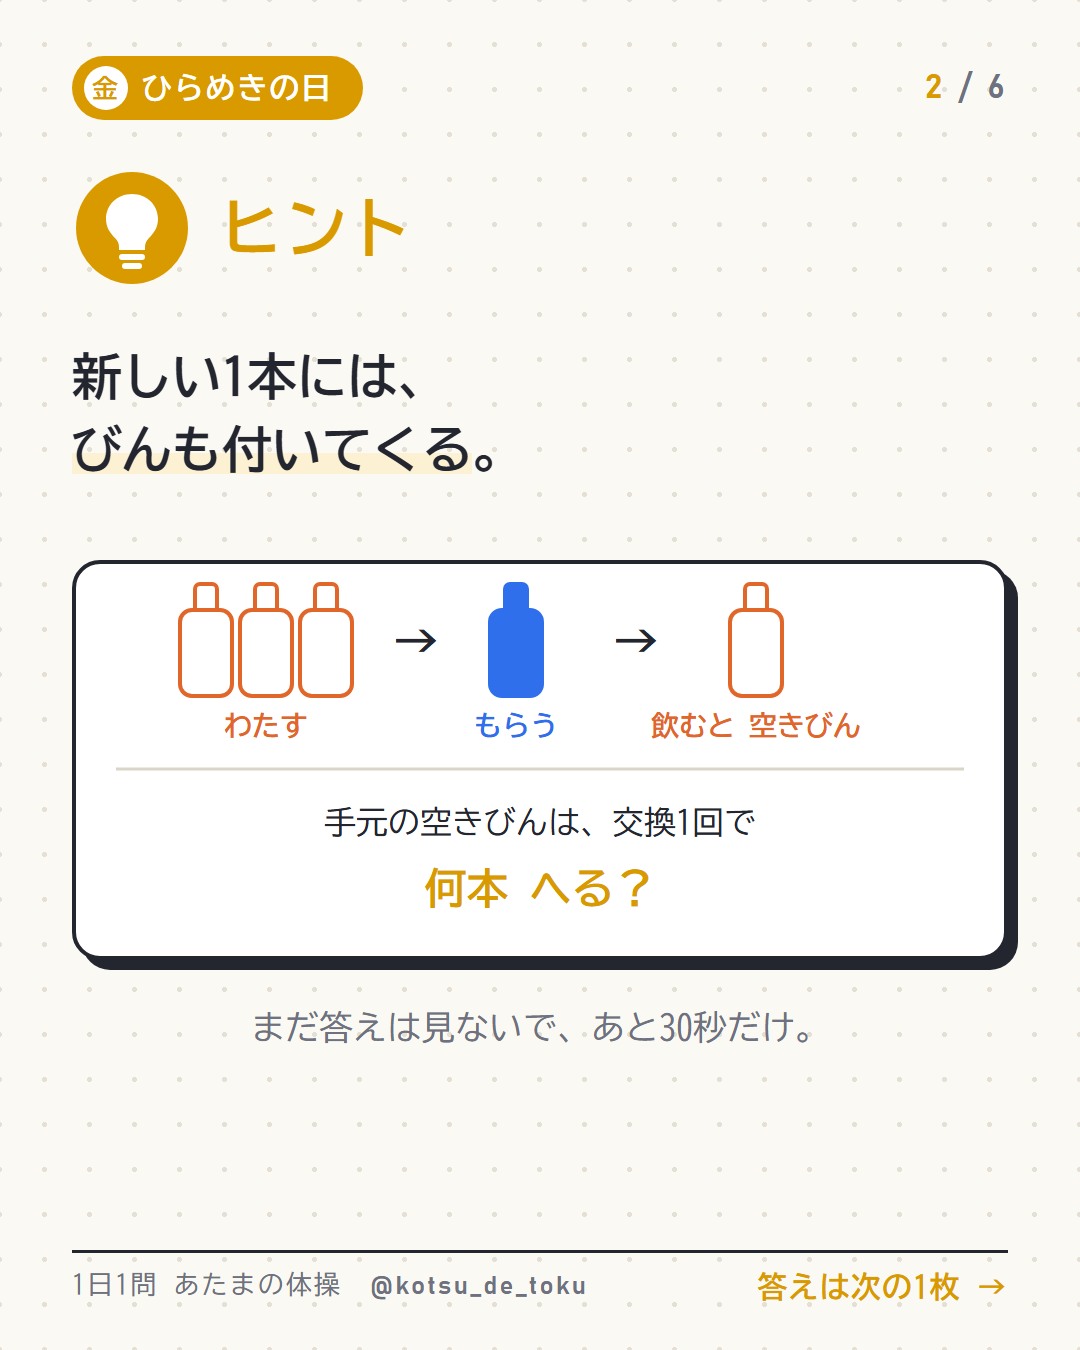 金 ひらめきの日
2 / 6
ヒント
新しい1本には、
びんも付いてくる。
→ →
わたす もらう 飲むと 空きびん
手元の空きびんは、交換1回で
何本 へる？
まだ答えは見ないで、あと30秒だけ。
1日1問 あたまの体操 @kotsu_de_toku 答えは次の1枚 →